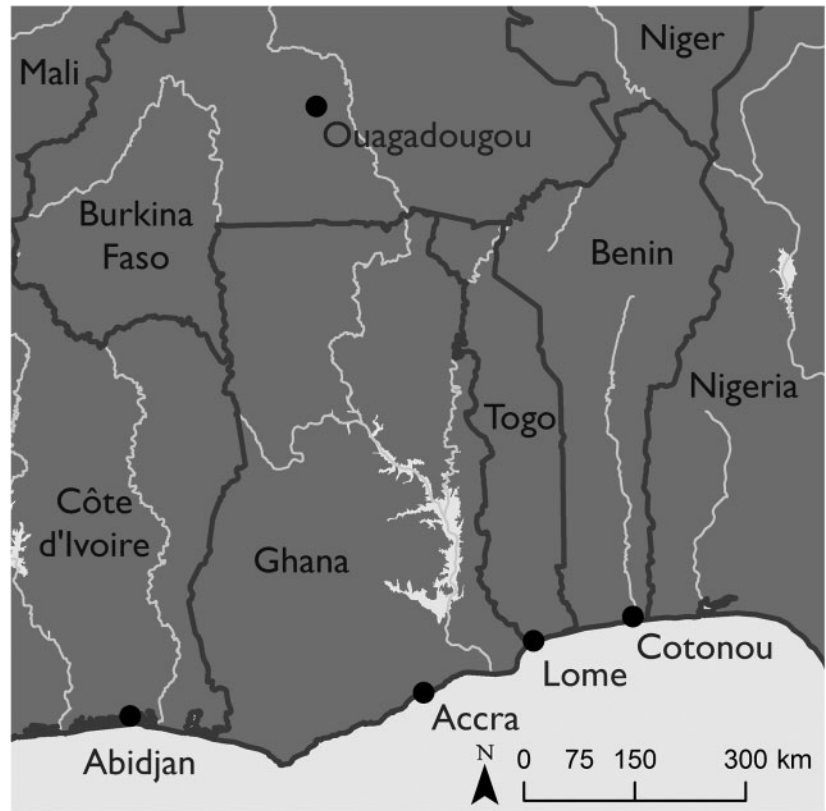 Niger
Mali
Ouagadougou
Burkina
Faso
Benin
Nigeria
Togo
Côte
d'Ivoire
Ghana
Cotonou
Lome
Accra
Abidjan
N
0 75 150 300 km